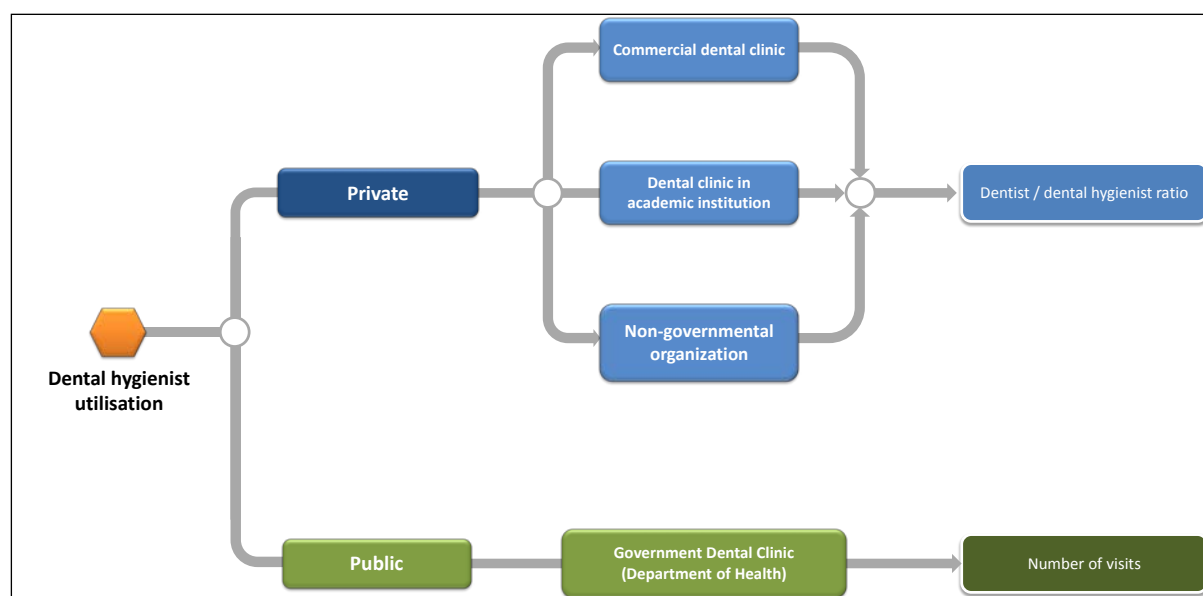 Commercial dental clinic
Private
Dental clinic in
academic institution
Dentist / dental hygienist ratio
Non-governmental
organization
Dental hygienist
utilisation
Public
Government Dental Clinic
(Department of Health)
Number of visits